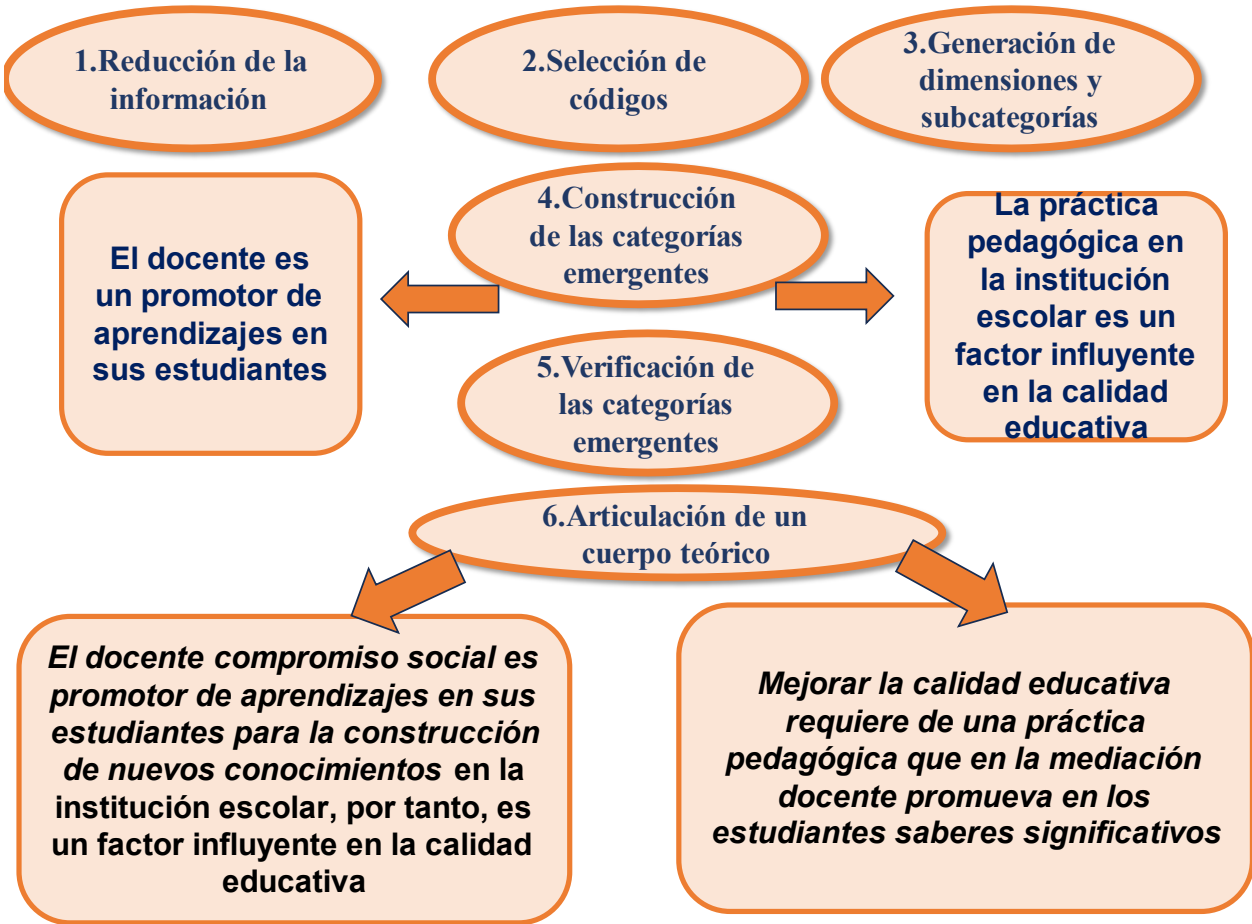 1.Reducción de la
información
2.Selección de
códigos
3.Generación de
dimensiones y
subcategorías
4.Construcción
de las categorías
emergentes
El docente es
un promotor de
aprendizajes en
sus estudiantes
La práctica
pedagógica en
la institución
escolar es un
factor influyente
en la calidad
educativa
5.Verificación de
las categorías
emergentes
6.Articulación de un
cuerpo teórico
El docente compromiso social es
promotor de aprendizajes en sus
estudiantes para la construcción
de nuevos conocimientos en la
institución escolar, por tanto, es
un factor influyente en la calidad
educativa
Mejorar la calidad educativa
requiere de una práctica
pedagógica que en la mediación
docente promueva en los
estudiantes saberes significativos